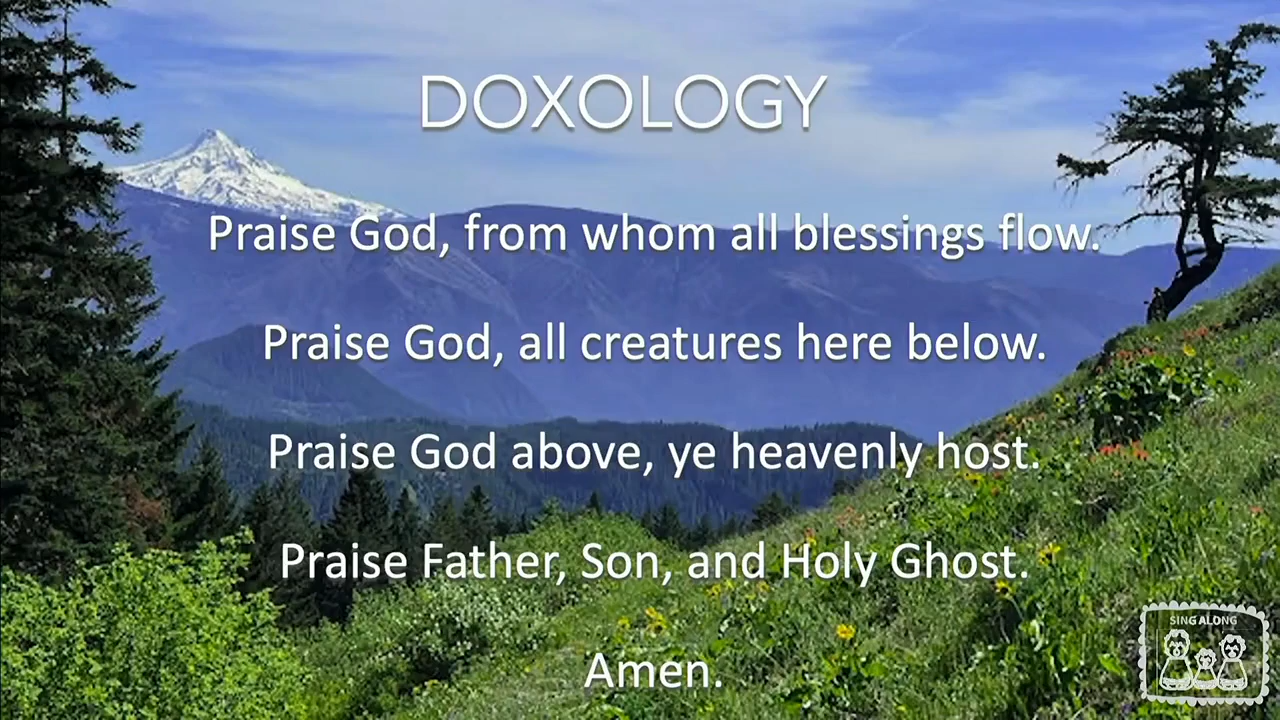 DOXOLOGY
Praise God, from whom all blessings flow.
Praise God, all creatures here below.
Praise God above, ye heavenly host.
Praise Father, Son, and Holy Ghost.
Amen.
SING ALONG